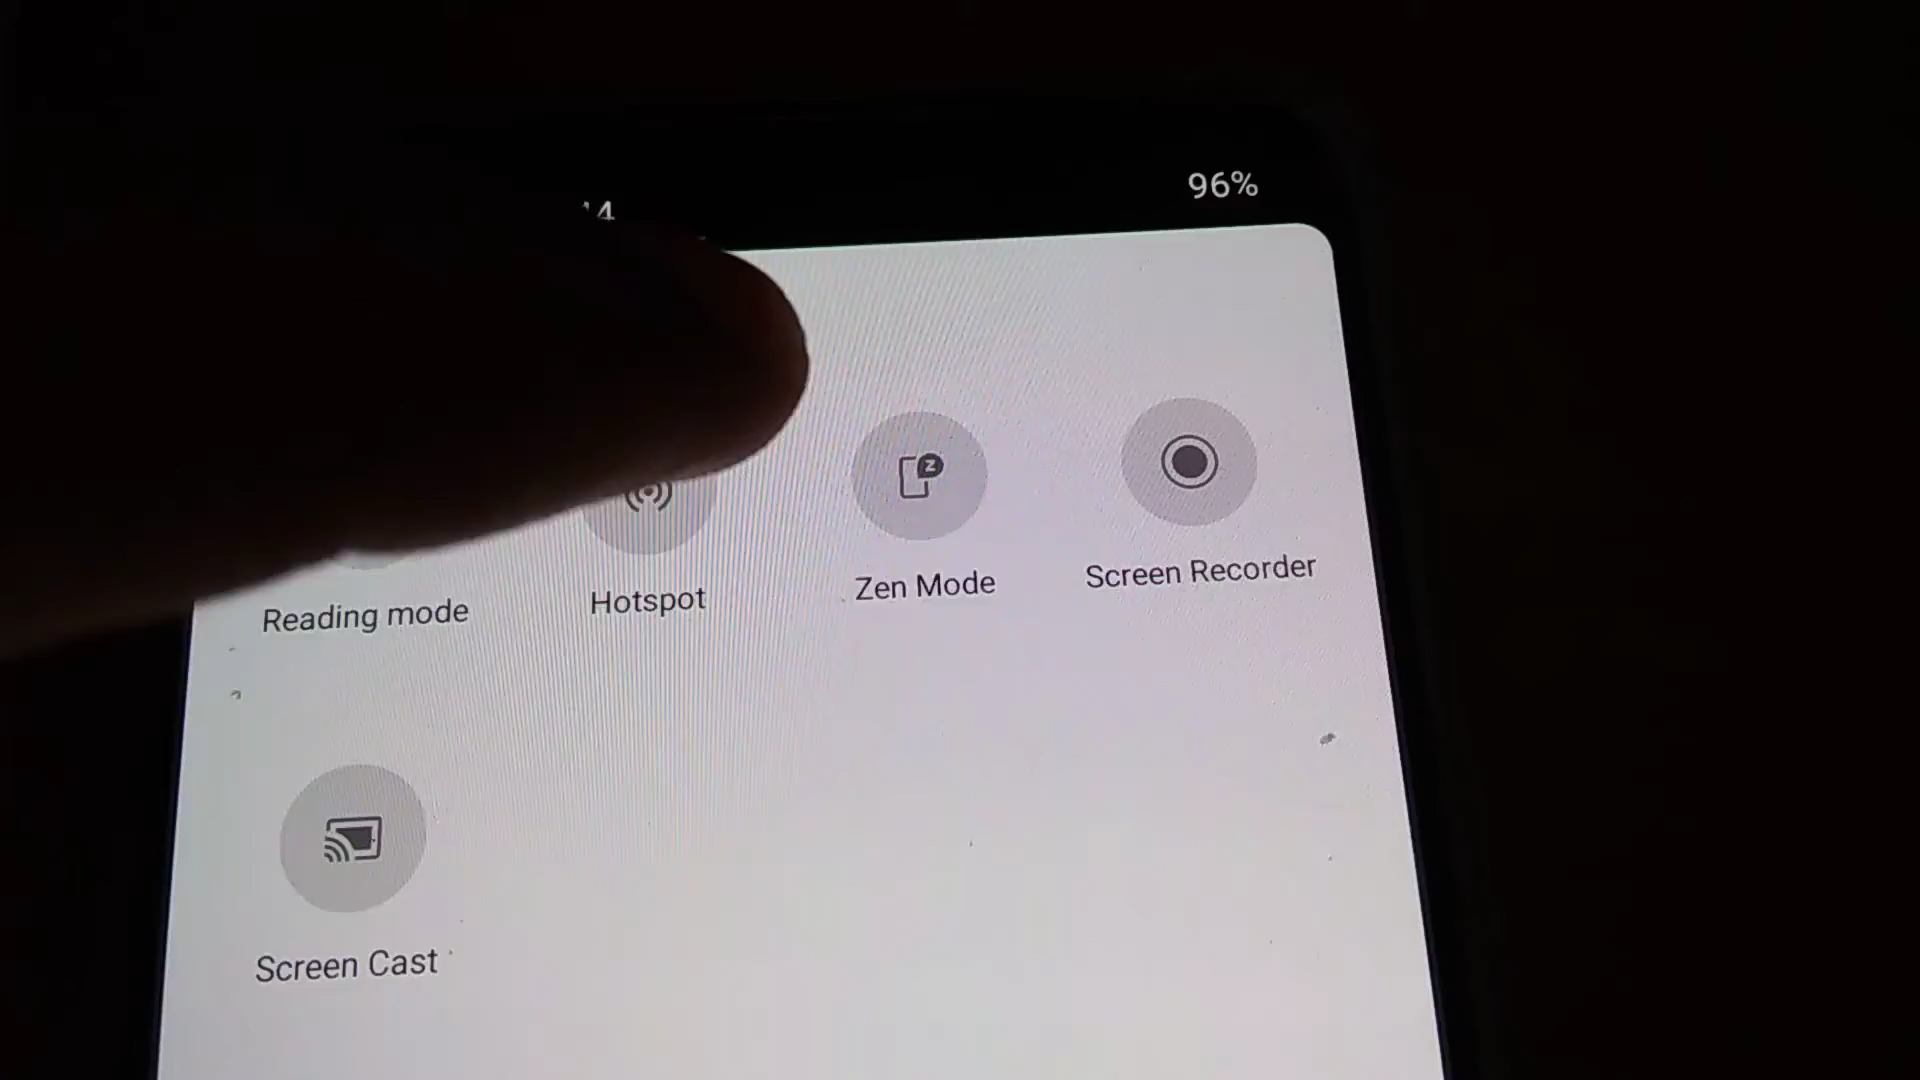 96%
Reading mode
Hotspot
Zen Mode
Screen Recorder
Screen Cast